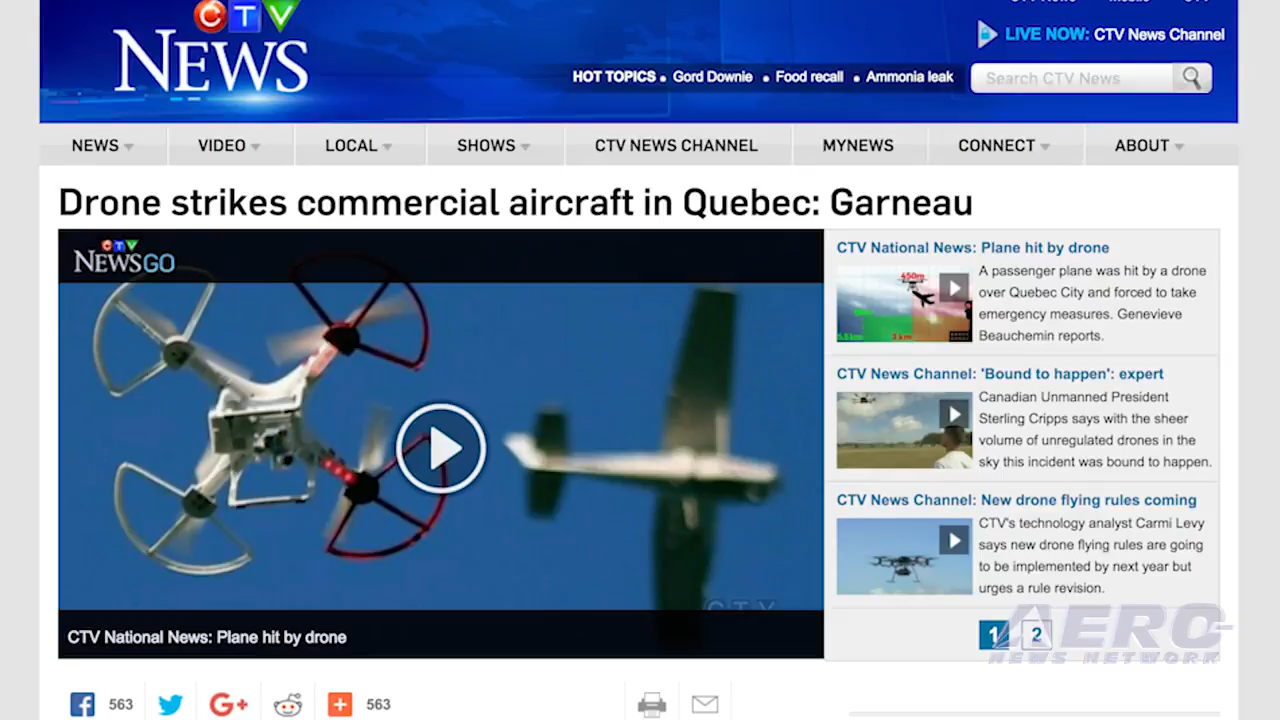 CTV
NEWS
LIVE NOW: CTV News Channel
HOT TOPICS • Gord Downie • Food recall • Ammonia leak
Search CTV News
NEWS VIDEO LOCAL SHOWS CTV NEWS CHANNEL MYNEWS CONNECT ABOUT
Drone strikes commercial aircraft in Quebec: Garneau
CTV
NEWSGO
CTV
CTV National News: Plane hit by drone
CTV National News: Plane hit by drone
450m
A passenger plane was hit by a drone
over Quebec City and forced to take
emergency measures. Genevieve
Beauchemin reports.
CTV News Channel: 'Bound to happen': expert
Canadian Unmanned President
Sterling Cripps says with the sheer
volume of unregulated drones in the
sky this incident was bound to happen.
CTV News Channel: New drone flying rules coming
CTV's technology analyst Carmi Levy
says new drone flying rules are going
to be implemented by next year but
urges a rule revision.
1 2
AERO
NEWS NETWORK
563 G+ 563